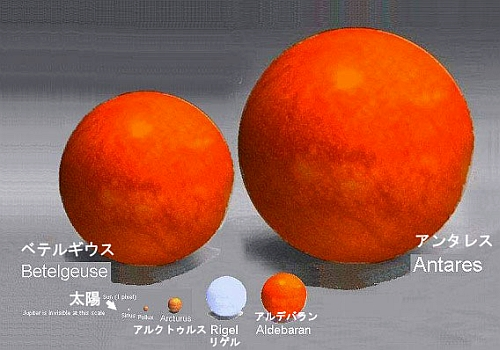 ベテルギウス
Betelgeuse
アンタレス
Antares
太陽
Sun (1 pixel)
Jupiter is invisible at this scale
Sirius
Pollux
Arcturus
アルクトゥルス
Rigel
リゲル
アルデバラン
Aldebaran